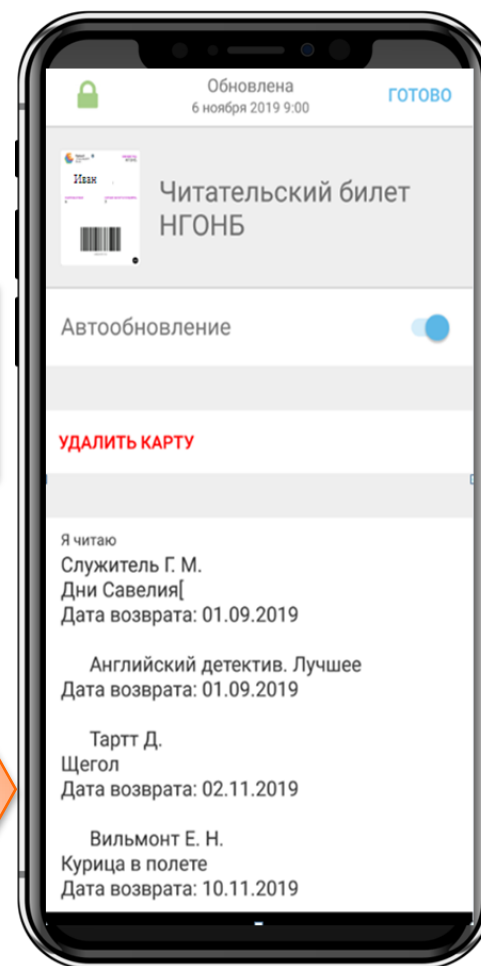 Обновлена
6 ноября 2019 9:00
ГОТОВО
Иван
Читательский билет
НГОНБ
Автообновление
УДАЛИТЬ КАРТУ
Я читаю
Служитель Г. М.
Дни Савелия[
Дата возврата: 01.09.2019
Английский детектив. Лучшее
Дата возврата: 01.09.2019
Тартт Д.
Щегол
Дата возврата: 02.11.2019
Вильмонт Е. Н.
Курица в полете
Дата возврата: 10.11.2019